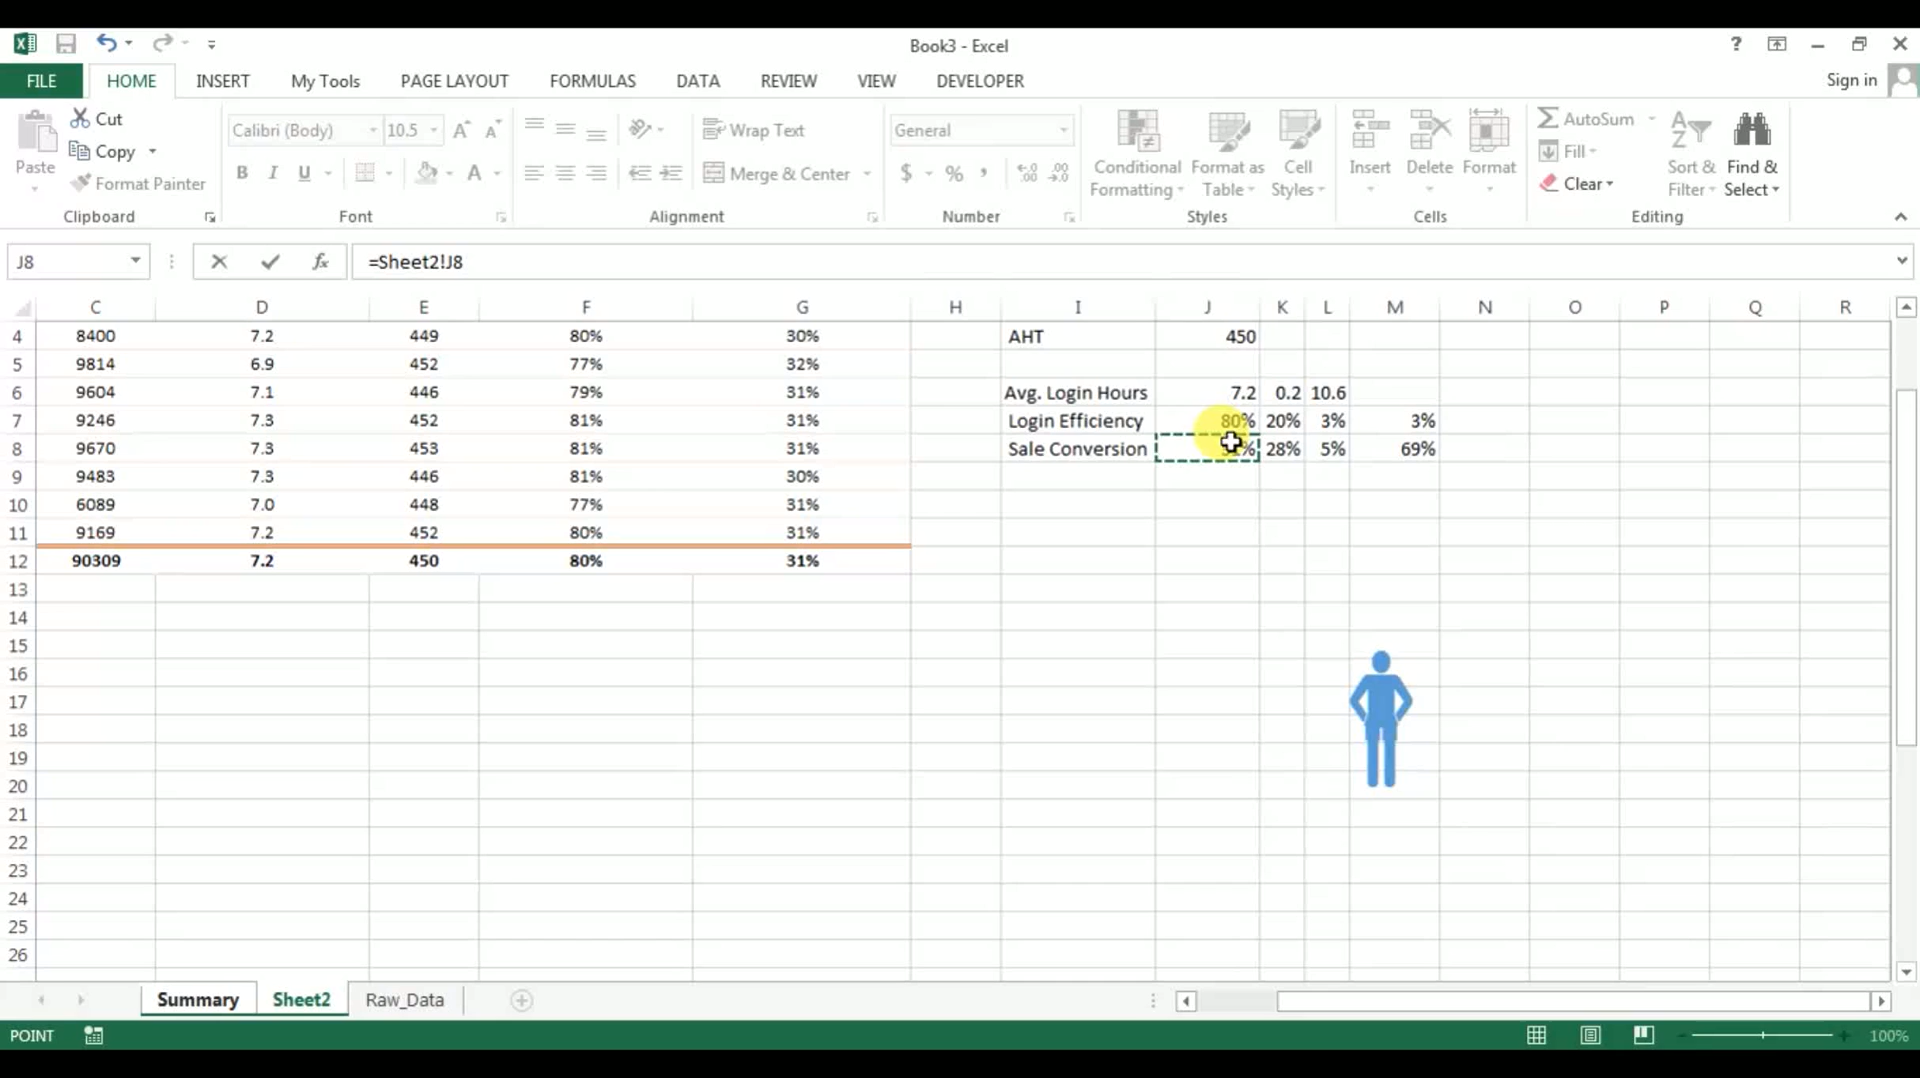 Book3 - Excel
FILE HOME INSERT My Tools PAGE LAYOUT FORMULAS DATA REVIEW VIEW DEVELOPER Sign in
Paste Cut Copy Format Painter
Clipboard
Calibri (Body) 10.5
B I U
Font
Wrap Text
Merge & Center
Alignment
General
$ % ,
Number
Conditional Formatting Format as Table Cell Styles
Styles
Insert Delete Format
Cells
AutoSum Fill Clear Sort & Filter Find & Select
Editing
J8 fx =Sheet2!J8
C D E F G H I J K L M N O P Q R
4 8400 7.2 449 80% 30% AHT 450
5 9814 6.9 452 77% 32%
6 9604 7.1 446 79% 31% Avg. Login Hours 7.2 0.2 10.6
7 9246 7.3 452 81% 31% Login Efficiency 80% 20% 3% 3%
8 9670 7.3 453 81% 31% Sale Conversion 28% 5% 69%
9 9483 7.3 446 81% 30%
10 6089 7.0 448 77% 31%
11 9169 7.2 452 80% 31%
12 90309 7.2 450 80% 31%
13
14
15
16
17
18
19
20
21
22
23
24
25
26
Summary Sheet2 Raw_Data
POINT 100%